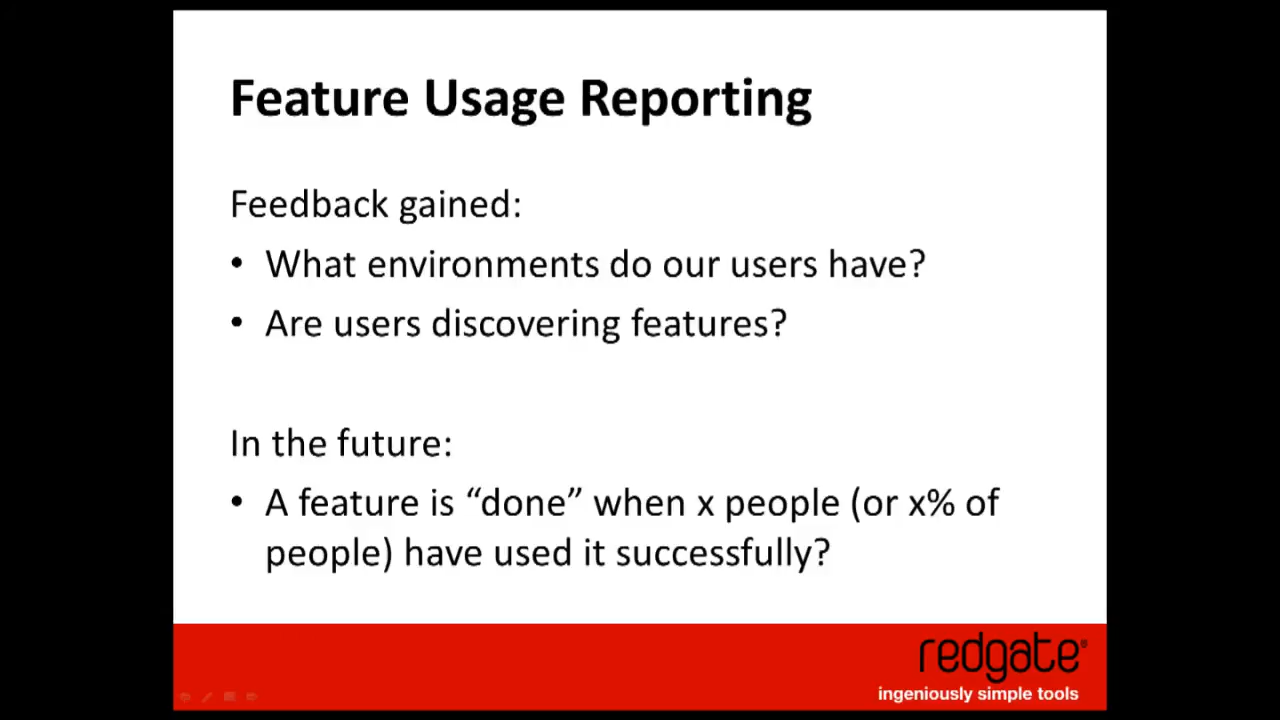 Feature Usage Reporting
Feedback gained:
• What environments do our users have?
• Are users discovering features?
In the future:
• A feature is “done” when x people (or x% of
people) have used it successfully?
redgate®
ingeniously simple tools